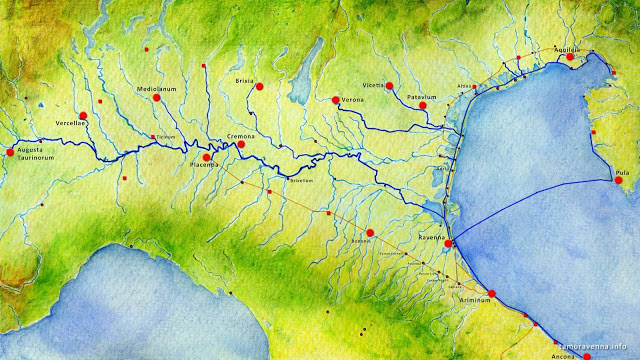 Aquileia
Altino
Brixia
Mediolanum
Vicetia
Patavium
Verona
Vercellae
Ticinum
Cremona
Augusta
Taurinorum
Placentia
Brixellum
Pula
Ravenna
Ariminum
tamoravenna.info
Ancona